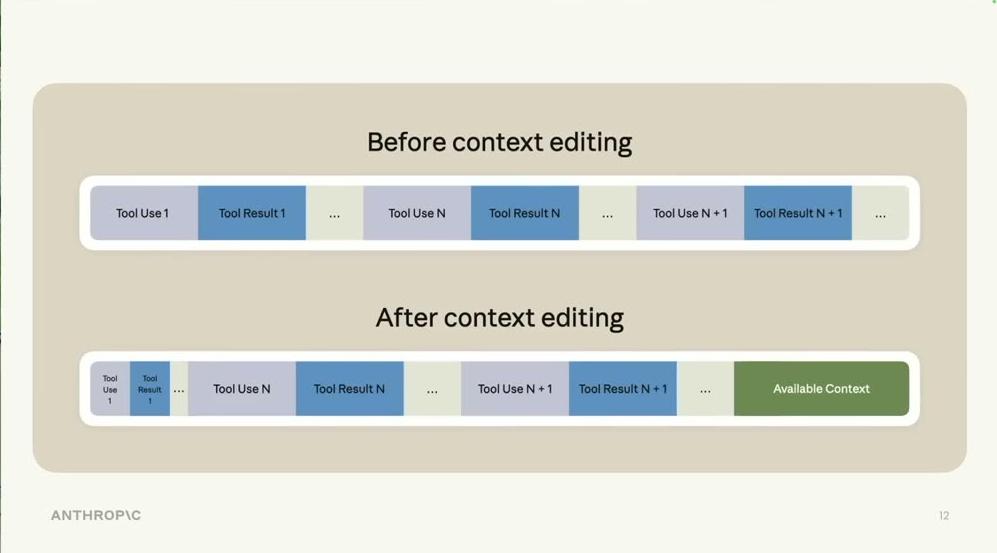 Before context editing
Tool Use 1 Tool Result 1 ... Tool Use N Tool Result N ... Tool Use N + 1 Tool Result N + 1 ...
After context editing
Tool Use 1 Tool Result 1 ... Tool Use N Tool Result N ... Tool Use N + 1 Tool Result N + 1 ... Available Context
ANTHROP\C 12